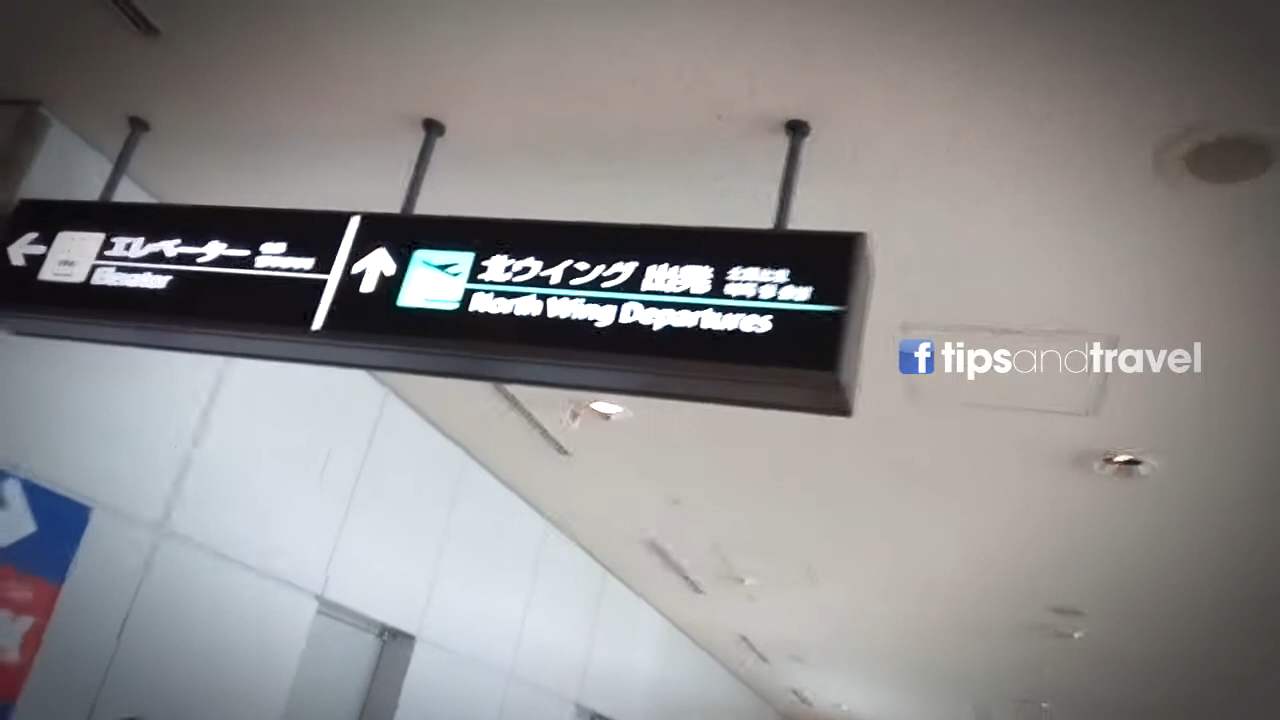 エレベーター
Elevator
北ウイング 出発
North Wing Departures
tipsandtravel